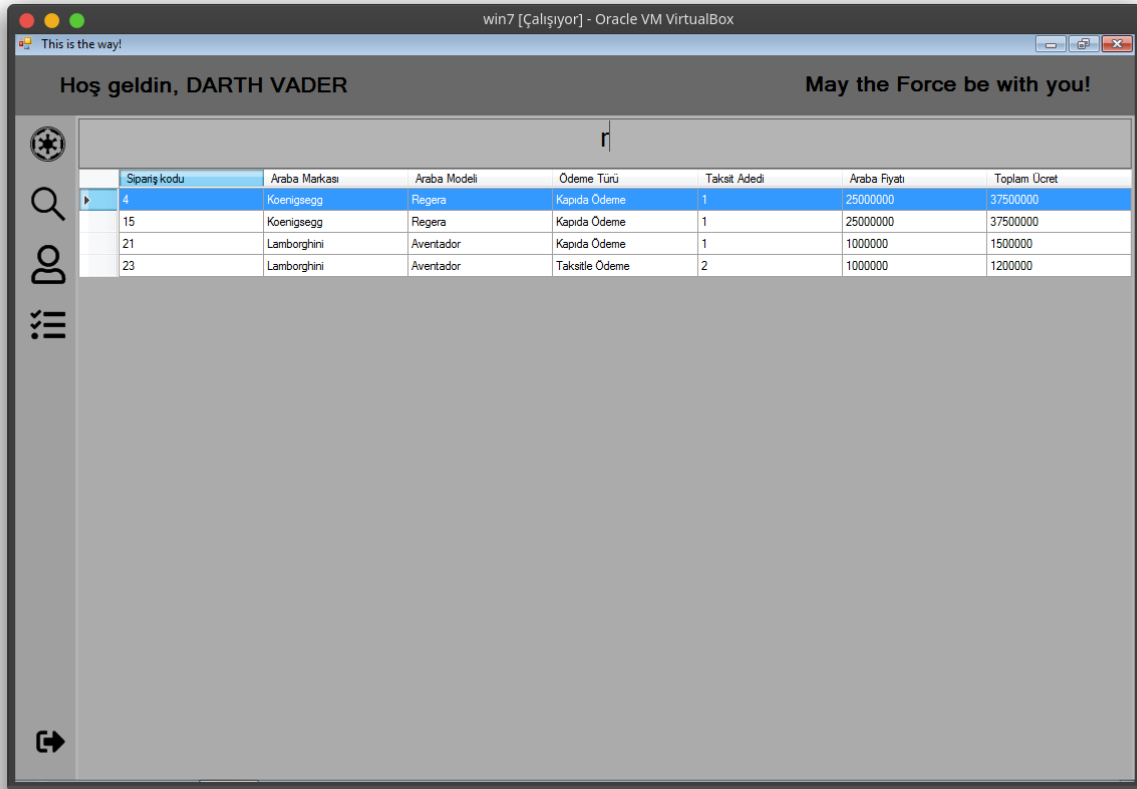 win7 [Çalışıyor] - Oracle VM VirtualBox
This is the way!
Hoş geldin, DARTH VADER May the Force be with you!
r
Sipariş kodu Araba Markası Araba Modeli Ödeme Türü Taksit Adedi Araba Fiyatı Toplam Ücret
4 Koenigsegg Regera Kapıda Ödeme 1 25000000 37500000
15 Koenigsegg Regera Kapıda Ödeme 1 25000000 37500000
21 Lamborghini Aventador Kapıda Ödeme 1 1000000 1500000
23 Lamborghini Aventador Taksitle Ödeme 2 1000000 1200000